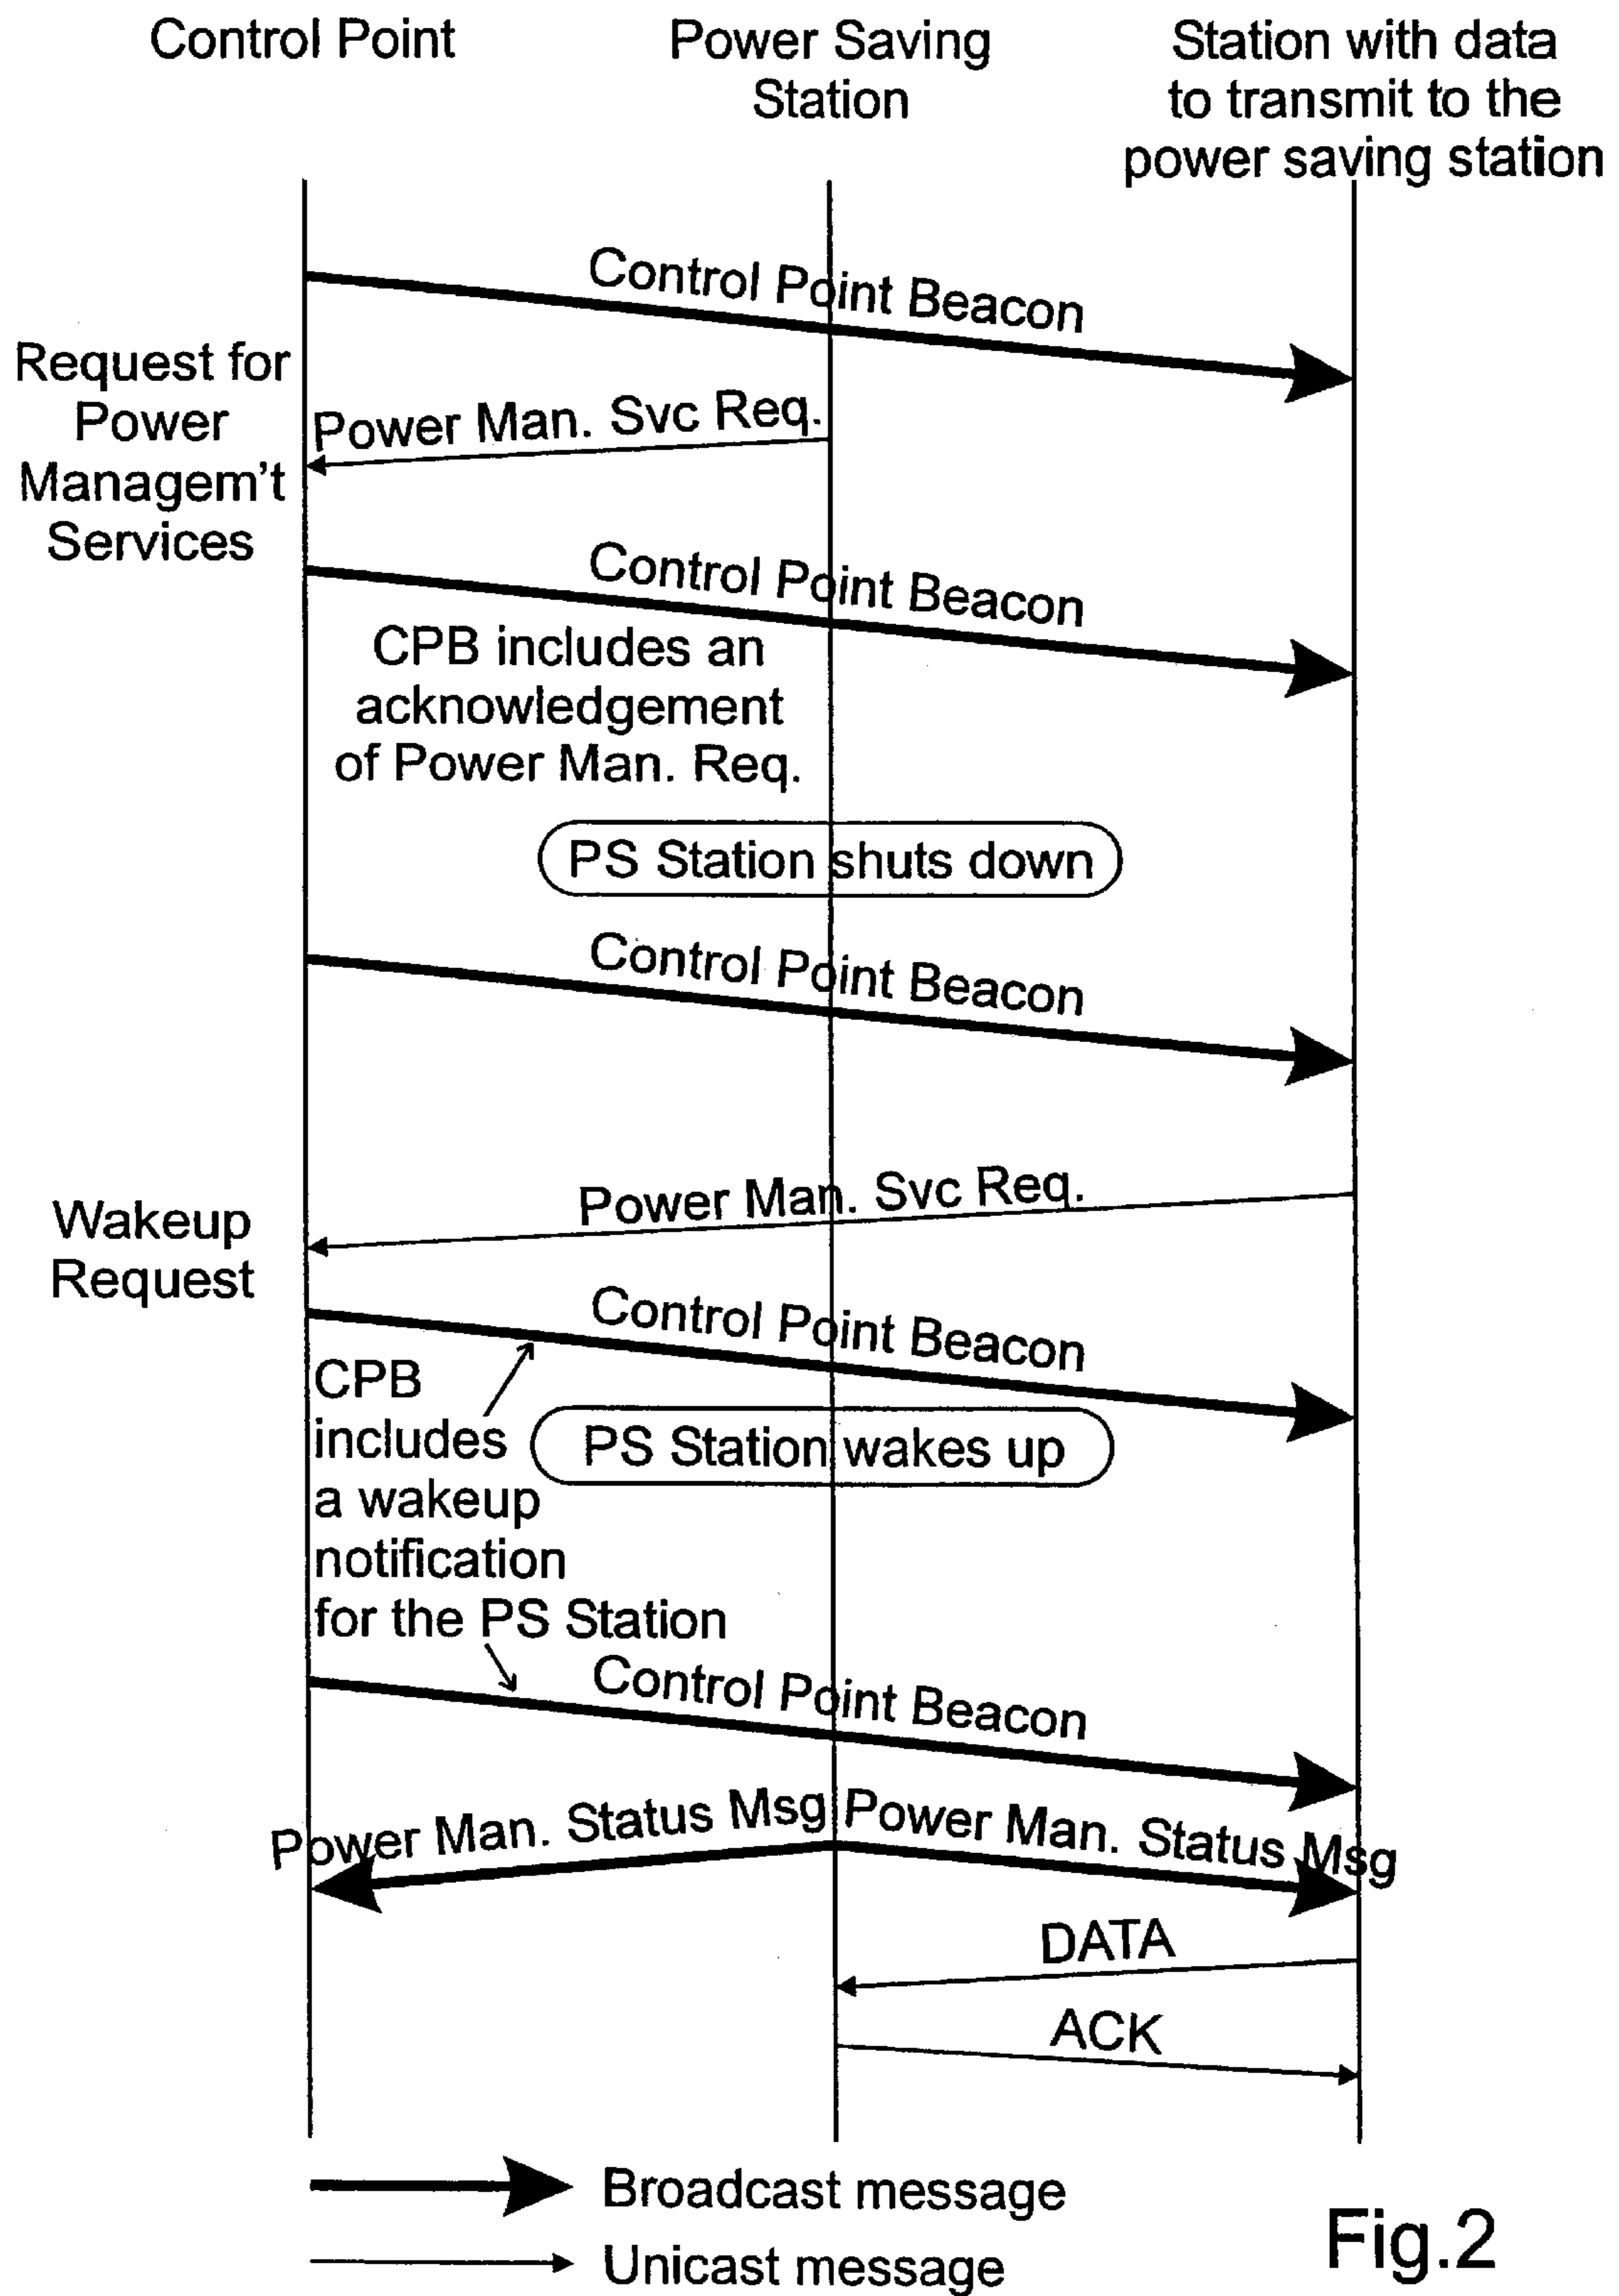 Control Point
Power Saving
Station
Station with data
to transmit to the
power saving station
Control Point Beacon
Request for
Power
Managem't
Services
Power Man. Svc Req.
Control Point Beacon
CPB includes an
acknowledgement
of Power Man. Req.
PS Station shuts down
Control Point Beacon
Wakeup
Request
Power Man. Svc Req.
Control Point Beacon
CPB
includes
a wakeup
notification
for the PS Station
PS Station wakes up
Control Point Beacon
Power Man. Status Msg
Power Man. Status Msg
DATA
ACK
Broadcast message
Unicast message
Fig.2